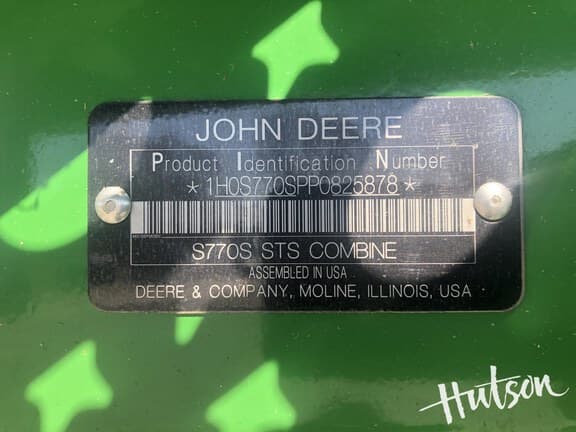 JOHN DEERE
Product Identification Number
*1H0S770SPP0825878*
S770S STS COMBINE
ASSEMBLED IN USA
DEERE & COMPANY, MOLINE, ILLINOIS, USA
Hutson